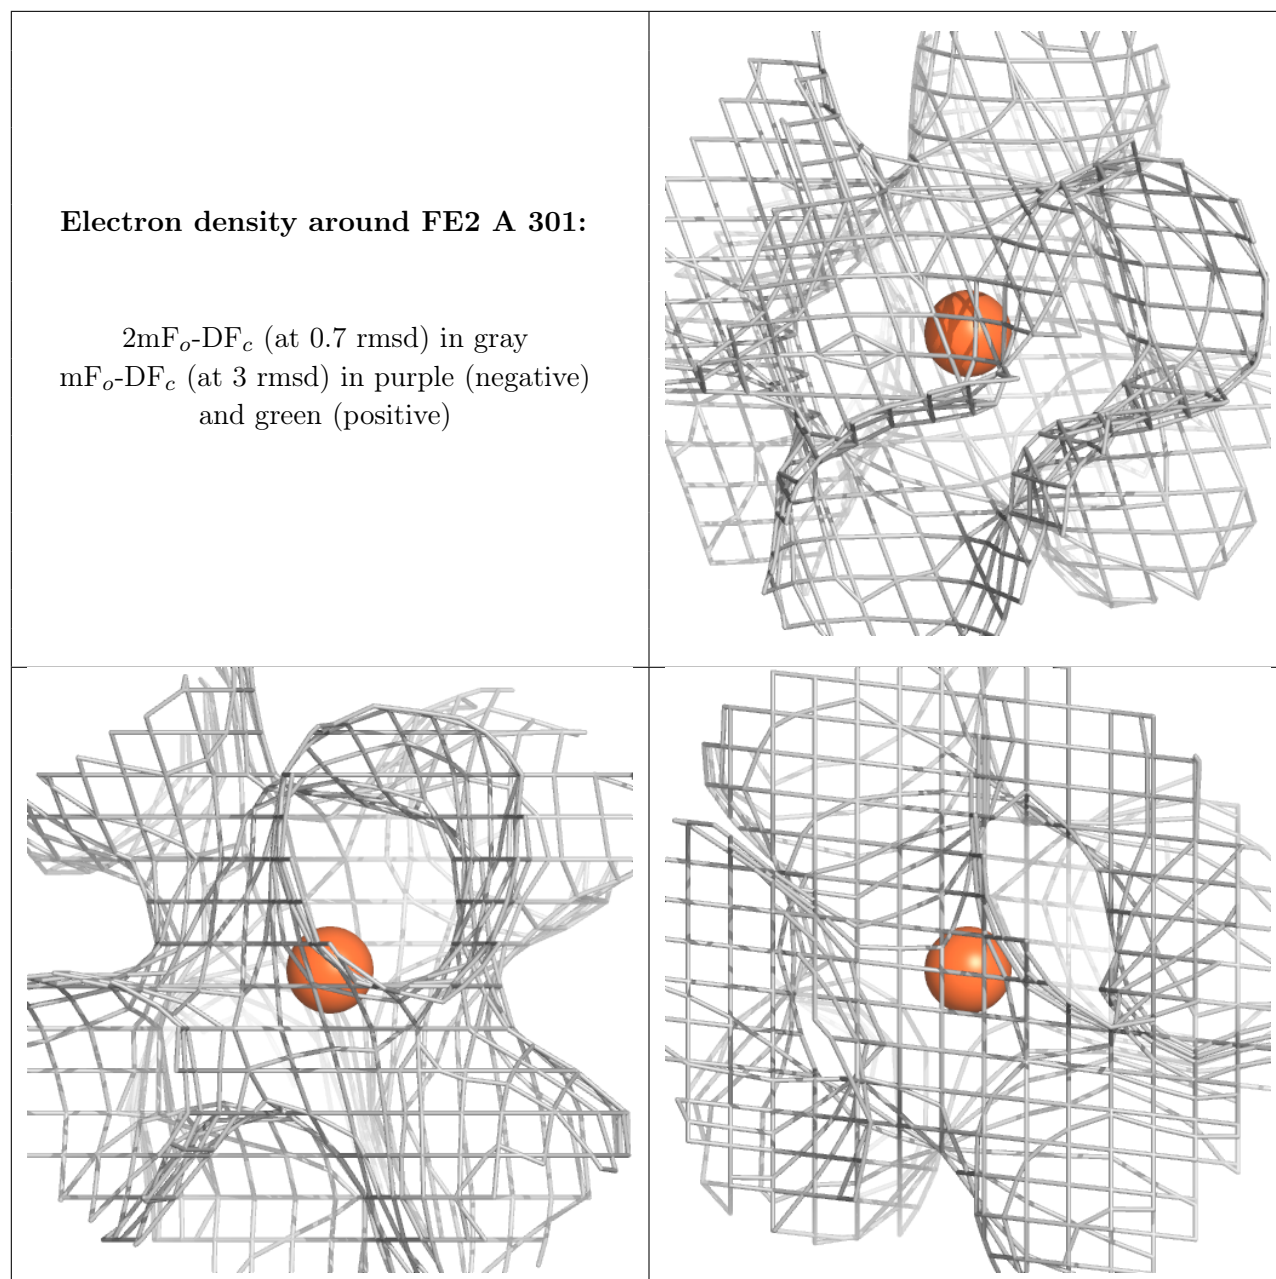 Electron density around FE2 A 301:
2mFo-DFc (at 0.7 rmsd) in gray
mFo-DFc (at 3 rmsd) in purple (negative)
and green (positive)